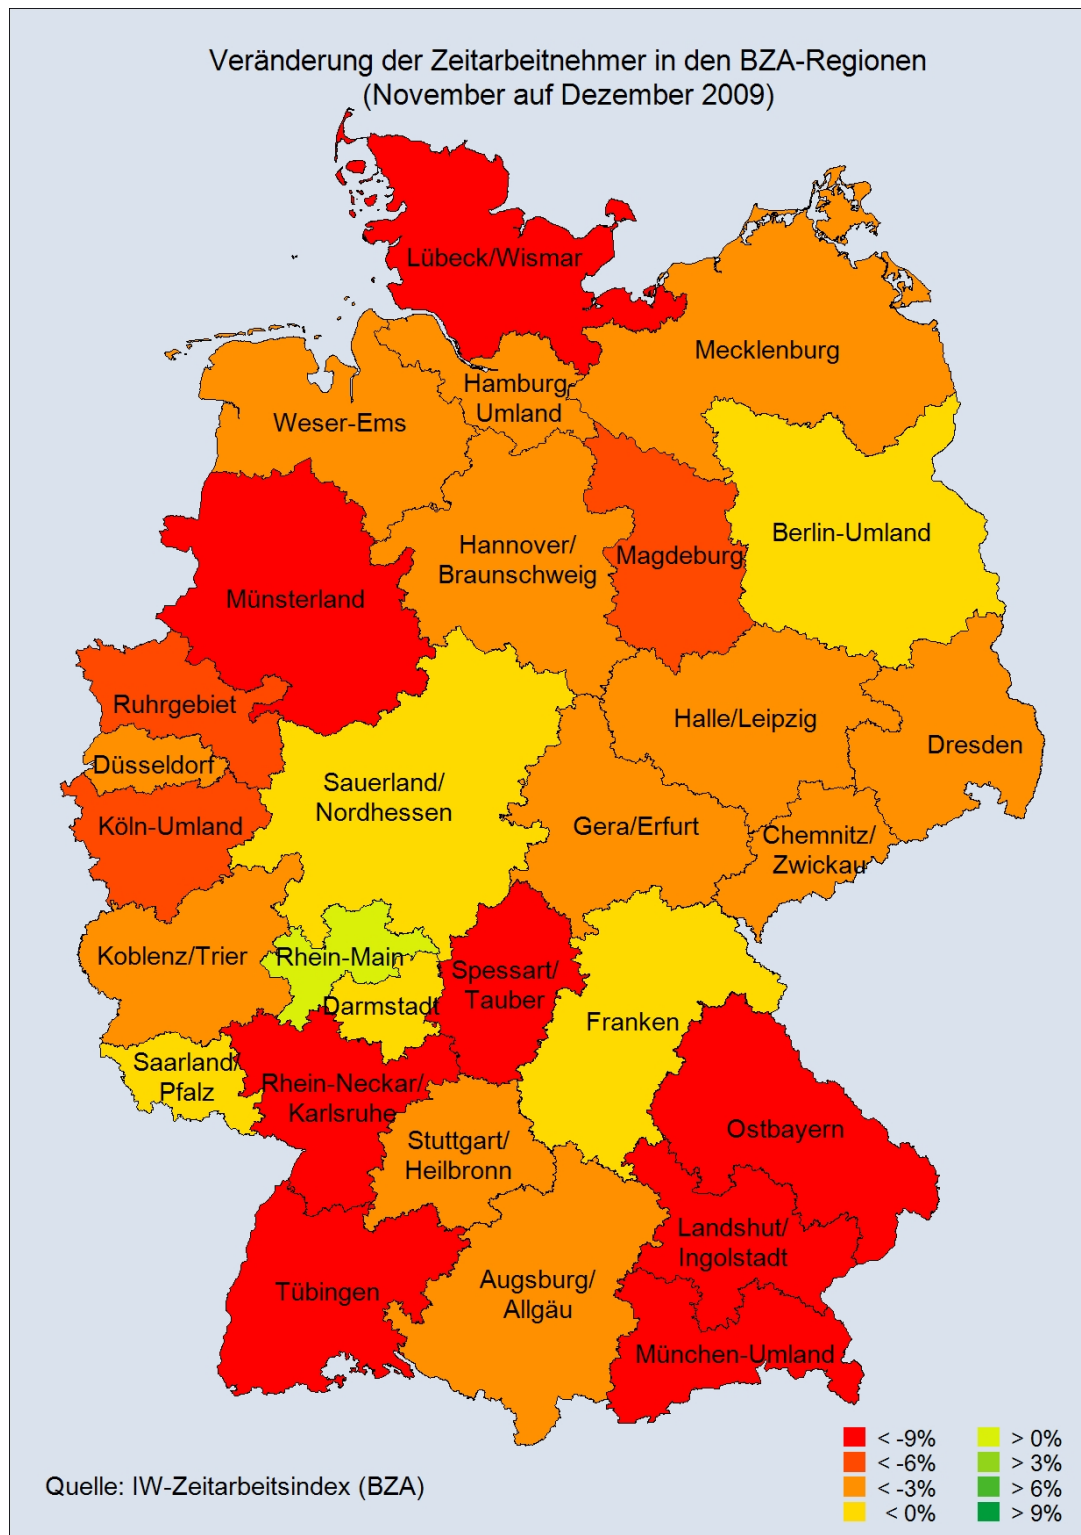 Veränderung der Zeitarbeitnehmer in den BZA-Regionen
(November auf Dezember 2009)
Lübeck/Wismar
Mecklenburg
Hamburg
Umland
Weser-Ems
Berlin-Umland
Hannover/
Braunschweig
Magdeburg
Münsterland
Ruhrgebiet
Halle/Leipzig
Dresden
Düsseldorf
Sauerland/
Nordhessen
Köln-Umland
Gera/Erfurt
Chemnitz/
Zwickau
Koblenz/Trier
Rhein-Main
Spessart/
Tauber
Darmstadt
Franken
Saarland/
Pfalz
Rhein-Neckar/
Karlsruhe
Ostbayern
Stuttgart/
Heilbronn
Landshut/
Ingolstadt
Tübingen
Augsburg/
Allgäu
München-Umland
< -9% > 0%
< -6% > 3%
< -3% > 6%
< 0% > 9%
Quelle: IW-Zeitarbeitsindex (BZA)